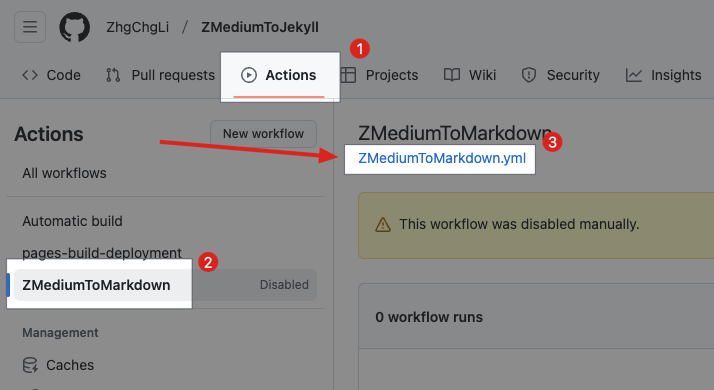 ZhgChgLi / ZMediumToJekyll
1
Code Pull requests Actions Projects Wiki Security Insights
Actions New workflow
All workflows
Automatic build
pages-build-deployment
2
ZMediumToMarkdown Disabled
Management
Caches
ZMediumToMarkdown
3
ZMediumToMarkdown.yml
This workflow was disabled manually.
0 workflow runs